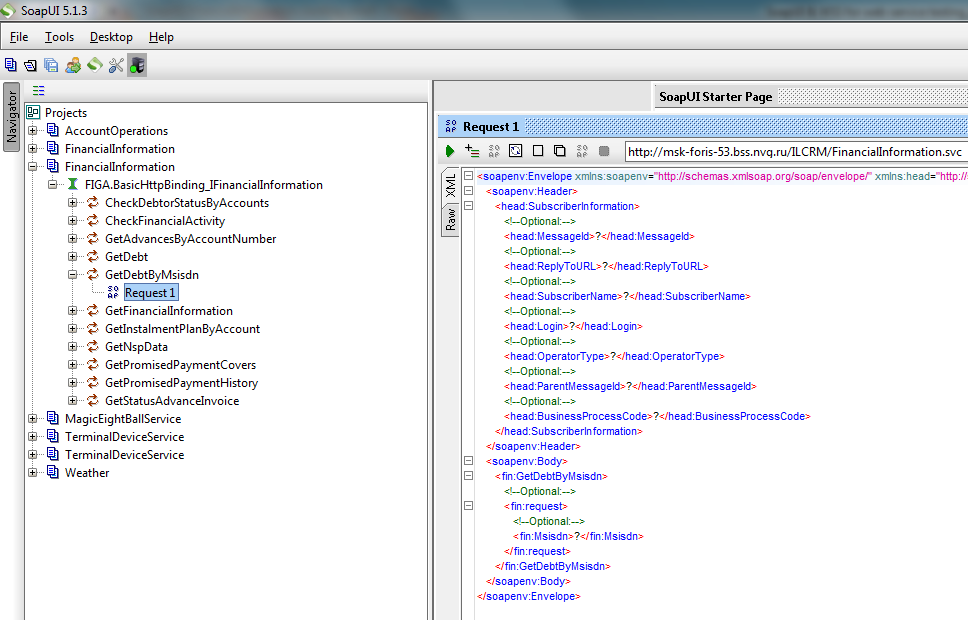 SoapUI 5.1.3
File Tools Desktop Help
Navigator
Projects
AccountOperations
FinancialInformation
FinancialInformation
FIGA.BasicHttpBinding_IFinancialInformation
CheckDebtorStatusByAccounts
CheckFinancialActivity
GetAdvancesByAccountNumber
GetDebt
GetDebtByMsisdn
Request 1
GetFinancialInformation
GetInstalmentPlanByAccount
GetNspData
GetPromisedPaymentCovers
GetPromisedPaymentHistory
GetStatusAdvanceInvoice
MagicEightBallService
TerminalDeviceService
TerminalDeviceService
Weather
SoapUI Starter Page
Request 1
http://msk-foris-53.bss.nvq.ru/ILCRM/FinancialInformation.svc
XML
Raw
<soapenv:Envelope xmlns:soapenv="http://schemas.xmlsoap.org/soap/envelope/" xmlns:head="http://s
<soapenv:Header>
<head:SubscriberInformation>
<!--Optional:-->
<head:MessageId>?</head:MessageId>
<!--Optional:-->
<head:ReplyToURL>?</head:ReplyToURL>
<!--Optional:-->
<head:SubscriberName>?</head:SubscriberName>
<!--Optional:-->
<head:Login>?</head:Login>
<!--Optional:-->
<head:OperatorType>?</head:OperatorType>
<!--Optional:-->
<head:ParentMessageId>?</head:ParentMessageId>
<!--Optional:-->
<head:BusinessProcessCode>?</head:BusinessProcessCode>
</head:SubscriberInformation>
</soapenv:Header>
<soapenv:Body>
<fin:GetDebtByMsisdn>
<!--Optional:-->
<fin:request>
<!--Optional:-->
<fin:Msisdn>?</fin:Msisdn>
</fin:request>
</fin:GetDebtByMsisdn>
</soapenv:Body>
</soapenv:Envelope>